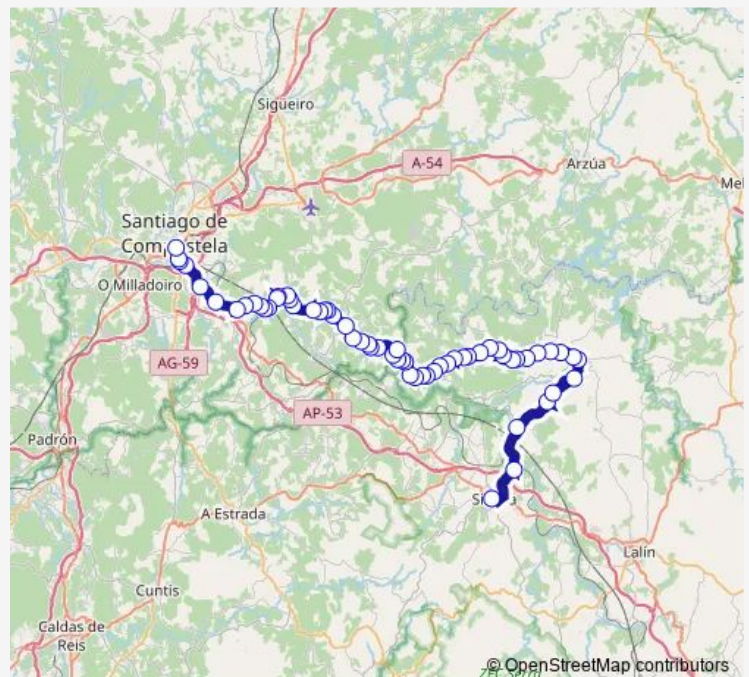 Sigüeiro
A-54
Arzúa
Mel
Santiago de
Compostela
O Milladoiro
AG-59
AP-53
Padrón
A Estrada
Lalín
Cuntis
Caldas de
Reis
© OpenStreetMap contributors